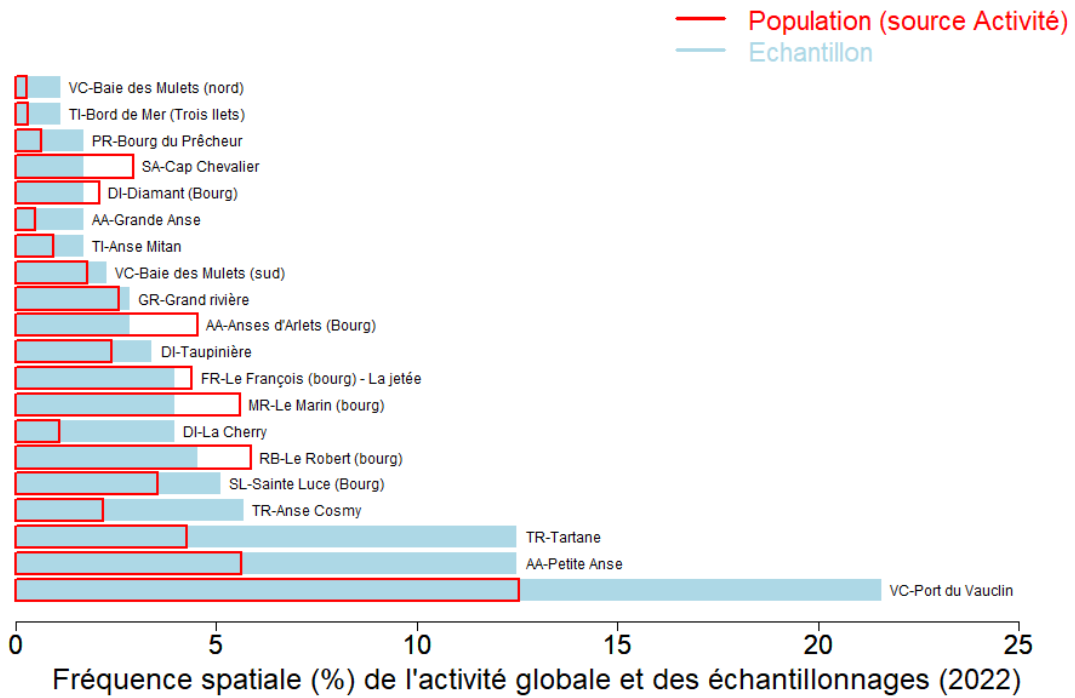 Population (source Activité)
Echantillon
VC-Baie des Mulets (nord)
TI-Bord de Mer (Trois Ilets)
PR-Bourg du Prêcheur
SA-Cap Chevalier
DI-Diamant (Bourg)
AA-Grande Anse
TI-Anse Mitan
VC-Baie des Mulets (sud)
GR-Grand rivière
AA-Anses d'Arlets (Bourg)
DI-Taupinière
FR-Le François (bourg) - La jetée
MR-Le Marin (bourg)
DI-La Cherry
RB-Le Robert (bourg)
SL-Sainte Luce (Bourg)
TR-Anse Cosmy
TR-Tartane
AA-Petite Anse
VC-Port du Vauclin
0 5 10 15 20 25
Fréquence spatiale (%) de l'activité globale et des échantillonnages (2022)